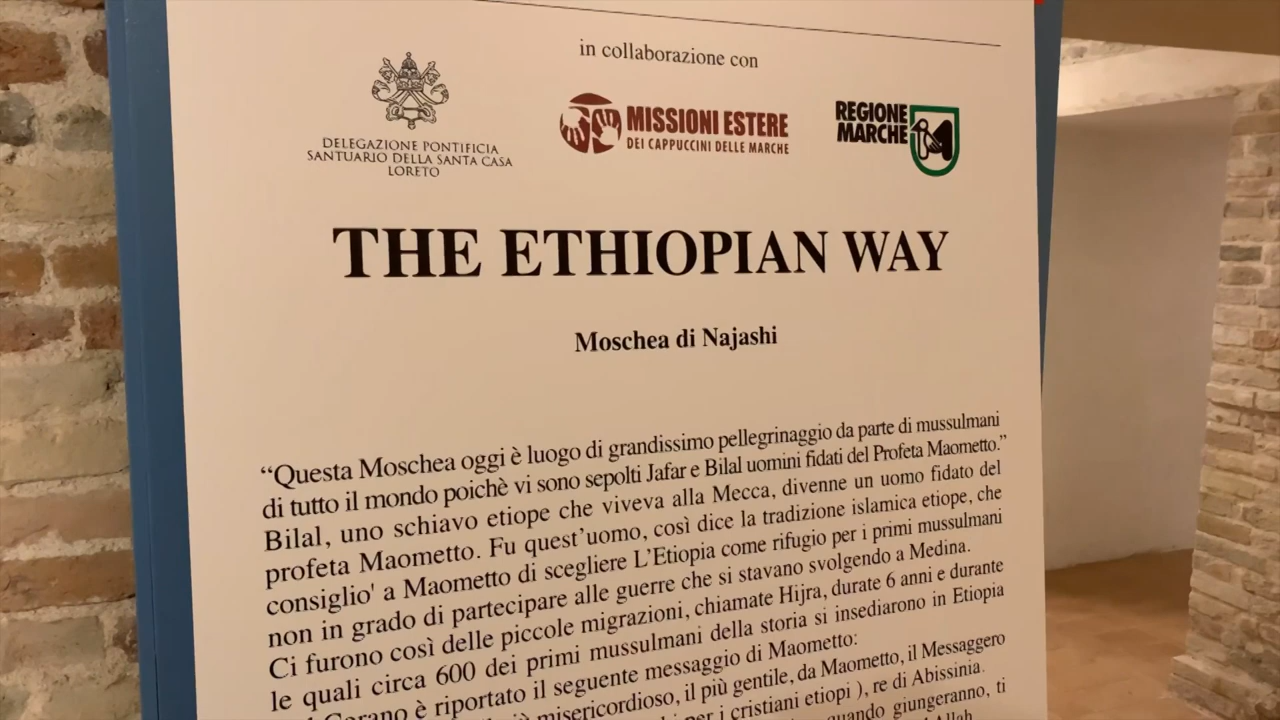 in collaborazione con
DELEGAZIONE PONTIFICIA
SANTUARIO DELLA SANTA CASA
LORETO
MISSIONI ESTERE
DEI CAPPUCCINI DELLE MARCHE
REGIONE
MARCHE
THE ETHIOPIAN WAY
Moschea di Najashi
“Questa Moschea oggi è luogo di grandissimo pellegrinaggio da parte di mussulmani
di tutto il mondo poichè vi sono sepolti Jafar e Bilal uomini fidati del Profeta Maometto.”
Bilal, uno schiavo etiope che viveva alla Mecca, divenne un uomo fidato del
profeta Maometto. Fu quest’uomo, così dice la tradizione islamica etiope, che
consiglio' a Maometto di scegliere L’Etiopia come rifugio per i primi mussulmani
non in grado di partecipare alle guerre che si stavano svolgendo a Medina.
Ci furono così delle piccole migrazioni, chiamate Hijra, durate 6 anni e durante
le quali circa 600 dei primi mussulmani della storia si insediarono in Etiopia
Corano è riportato il seguente messaggio di Maometto:
misericordioso, il più gentile, da Maometto, il Messaggero
per i cristiani etiopi ), re di Abissinia.
quando giungeranno, ti
Allah